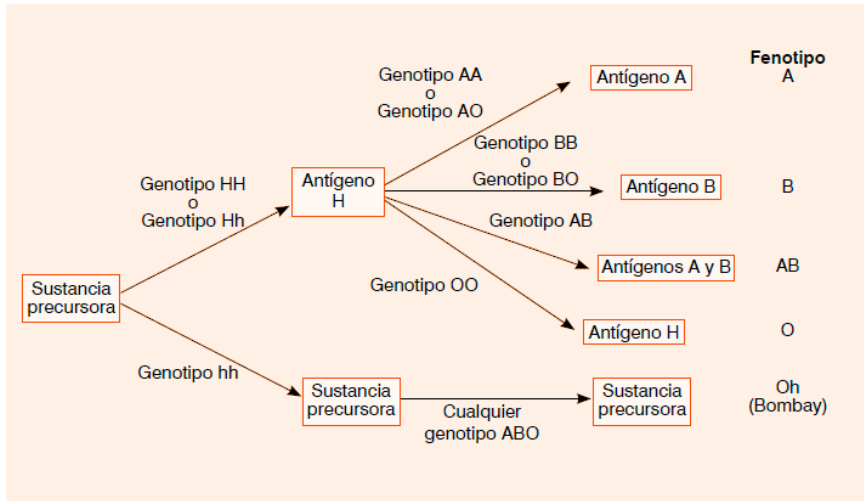 Fenotipo
Genotipo AA
o
Genotipo AO
Antígeno A
A
Genotipo BB
o
Genotipo BO
Antígeno B
B
Genotipo HH
o
Genotipo Hh
Antígeno
H
Genotipo AB
Antígenos A y B
AB
Sustancia
precursora
Genotipo OO
Antígeno H
O
Genotipo hh
Sustancia
precursora
Cualquier
genotipo ABO
Sustancia
precursora
Oh
(Bombay)